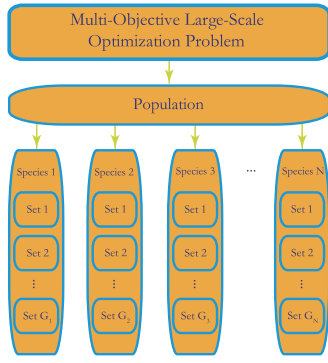 Multi-Objective Large-Scale
Optimization Problem
Population
Species 1 Species 2 Species 3 ... Species N
Set 1 Set 1 Set 1 Set 1
Set 2 Set 2 Set 2 Set 2
⋮ ⋮ ⋮ ⋮
Set G₁ Set G₂ Set G₃ Set G_N